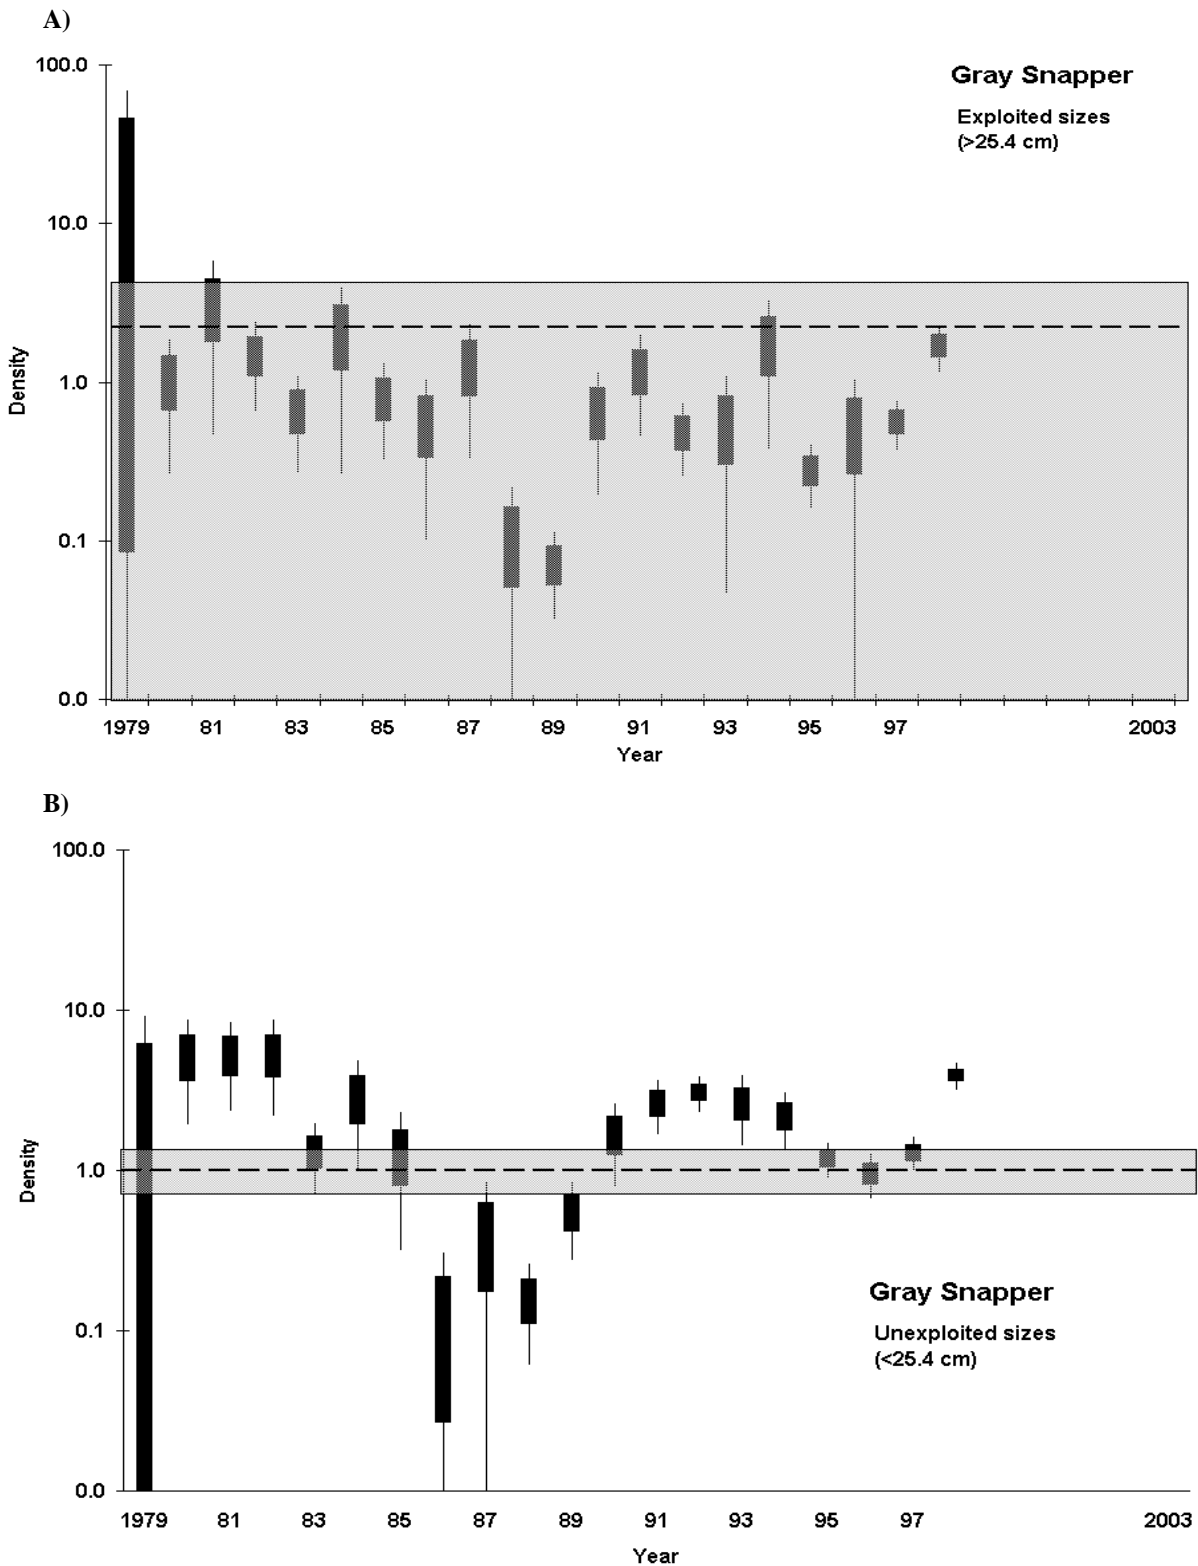 A)
100.0
Gray Snapper
Exploited sizes
(>25.4 cm)
10.0
Density
1.0
0.1
0.0
1979 81 83 85 87 89 91 93 95 97 2003
Year
B)
100.0
10.0
Density
1.0
Gray Snapper
Unexploited sizes
(<25.4 cm)
0.1
0.0
1979 81 83 85 87 89 91 93 95 97 2003
Year